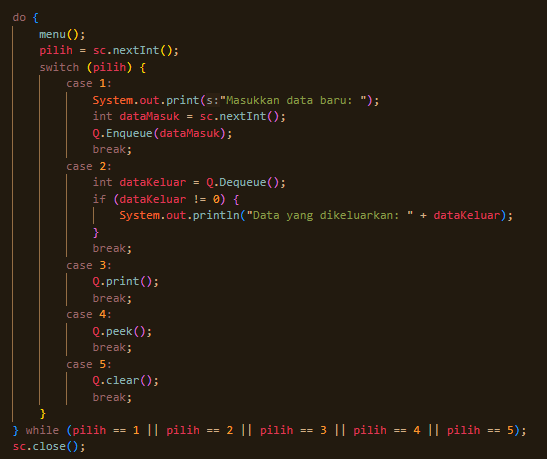 do {
menu();
pilih = sc.nextInt();
switch (pilih) {
case 1:
System.out.print(s:"Masukkan data baru: ");
int dataMasuk = sc.nextInt();
Q.Enqueue(dataMasuk);
break;
case 2:
int dataKeluar = Q.Dequeue();
if (dataKeluar != 0) {
System.out.println("Data yang dikeluarkan: " + dataKeluar);
}
break;
case 3:
Q.print();
break;
case 4:
Q.peek();
break;
case 5:
Q.clear();
break;
}
} while (pilih == 1 || pilih == 2 || pilih == 3 || pilih == 4 || pilih == 5);
sc.close();